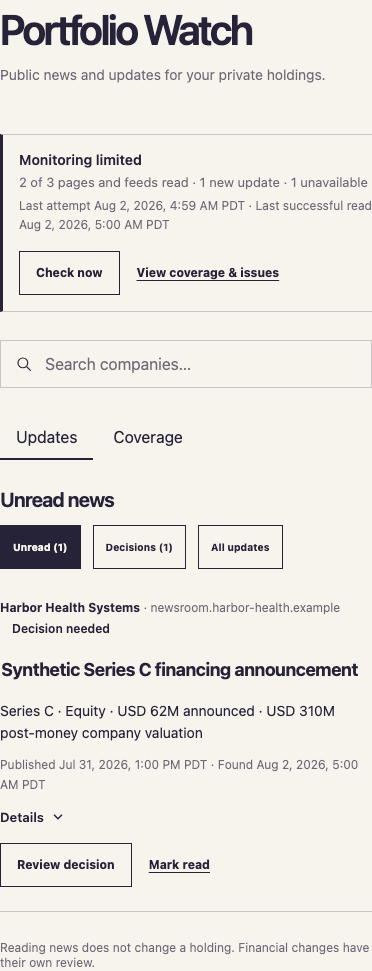 Portfolio Watch
Public news and updates for your private holdings.
Monitoring limited
2 of 3 pages and feeds read · 1 new update · 1 unavailable
Last attempt Aug 2, 2026, 4:59 AM PDT · Last successful read
Aug 2, 2026, 5:00 AM PDT
Check now View coverage & issues
Search companies...
Updates Coverage
Unread news
Unread (1) Decisions (1) All updates
Harbor Health Systems · newsroom.harbor-health.example
Decision needed
Synthetic Series C financing announcement
Series C · Equity · USD 62M announced · USD 310M
post-money company valuation
Published Jul 31, 2026, 1:00 PM PDT · Found Aug 2, 2026, 5:00
AM PDT
Details
Review decision Mark read
Reading news does not change a holding. Financial changes have
their own review.